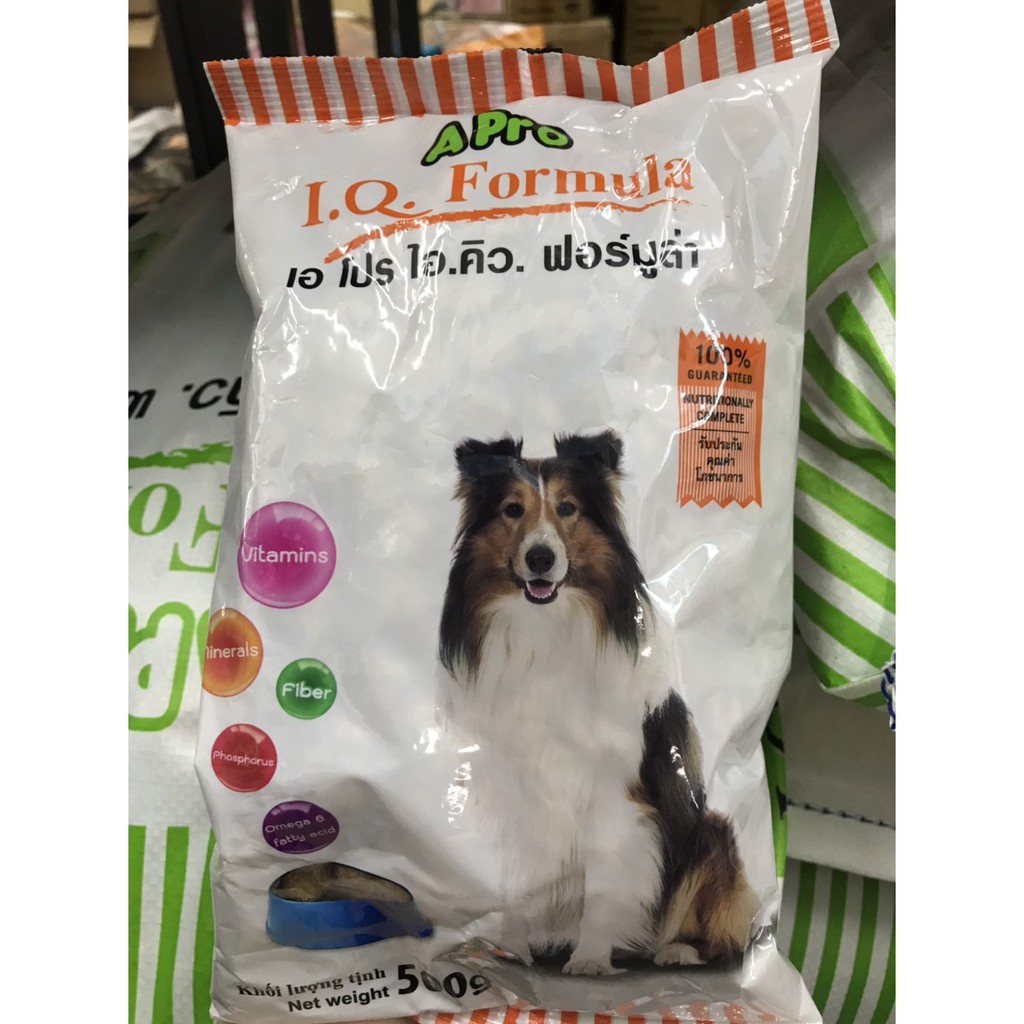 APro
I.Q. Formula
เอ โปร ไอ.คิว. ฟอร์มูล่า
100%
GUARANTEED
NUTRITIONALLY
COMPLETE
รับประกัน
คุณค่า
โภชนาการ
Vitamins
Minerals
Fiber
Phosphorus
Omega 6
fatty acid
Khối lượng tịnh
Net weight 500g